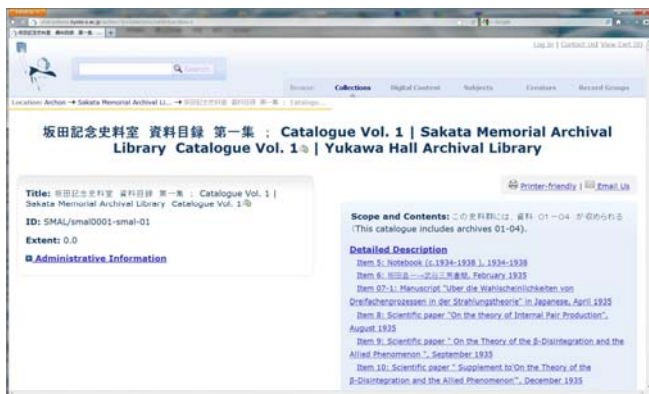 Log In | Contact Us | View Cart (0)
Search
Browse Collections Digital Content Subjects Creators Record Groups
Location: Archon → Sakata Memorial Archival Li... →
坂田記念史料室 資料目録 第一集 ; Catalogue Vol. 1 | Sakata Memorial Archival
Library Catalogue Vol. 1 | Yukawa Hall Archival Library
Printer-friendly | Email Us
Title: 坂田記念史料室 資料目録 第一集 ; Catalogue Vol. 1 |
Sakata Memorial Archival Library Catalogue Vol. 1
ID: SMAL/smal0001-smal-01
Extent: 0.0
Administrative Information
Scope and Contents: この史料群には、資料 01-04 が収められる
(This catalogue includes archives 01-04).
Detailed Description
Item 5: Notebook (c.1934-1938 ), 1934-1938
Item 6: February 1935
Item 07-1: Manuscript "Uber die Wahlscheinlichkeiten von
Dreifachenprozessen in der Strahlungstheorie" in Japanese, April 1935
Item 8: Scientific paper "On the theory of Internal Pair Production",
August 1935
Item 9: Scientific paper " On the Theory of the β-Disintegration and the
Allied Phenomenon ", September 1935
Item 10: Scientific paper " Supplement to'On the Theory of the
β-Disintegration and the Allied Phenomenon'", December 1935